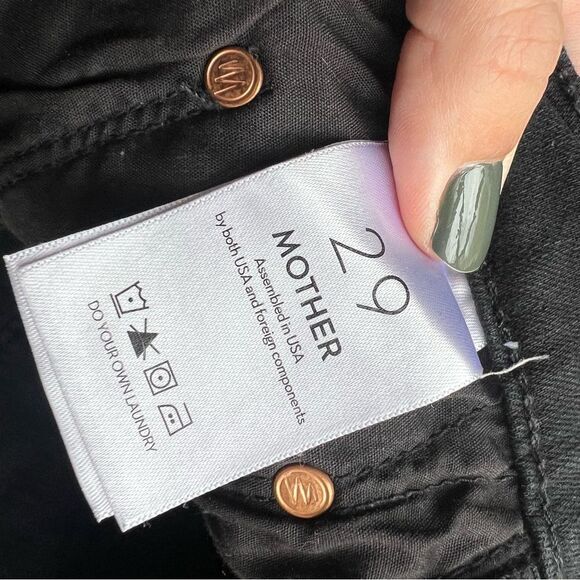 29
MOTHER
Assembled in USA
by both USA and foreign components
DO YOUR OWN LAUNDRY